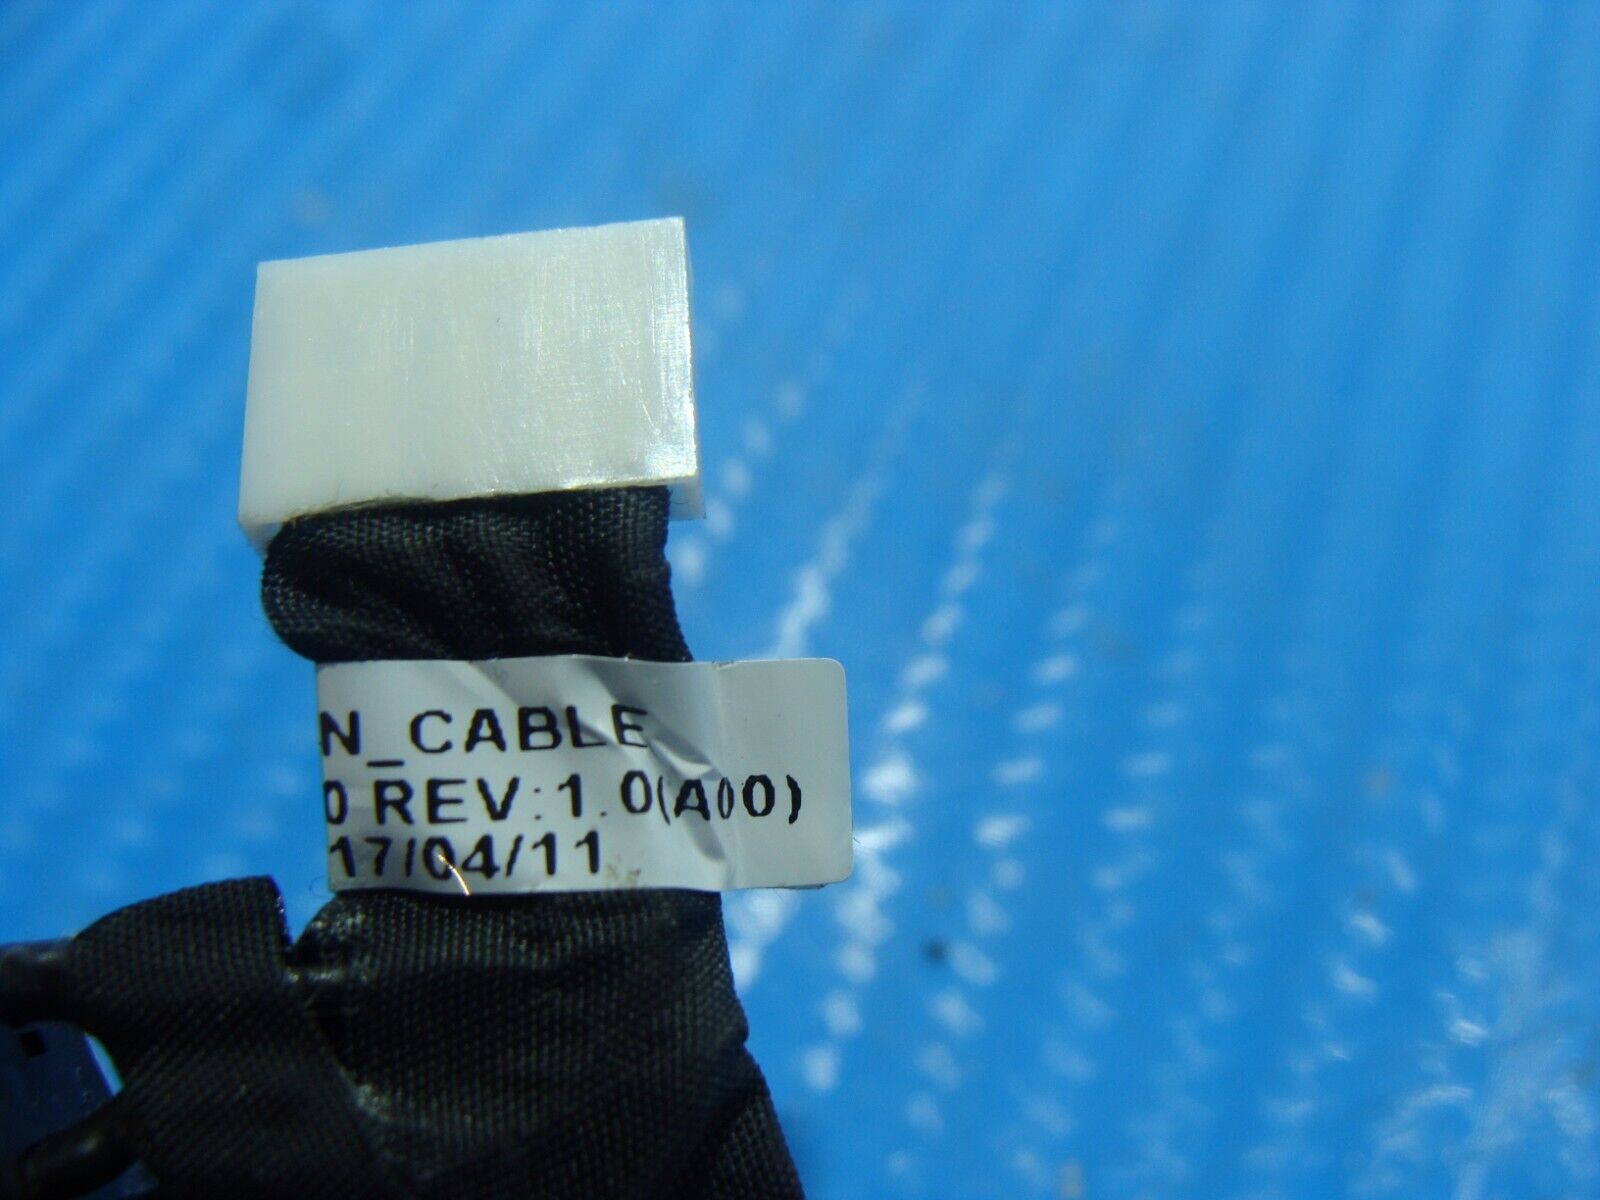 N_CABLE
0 REV:1.0(A00)
17/04/11